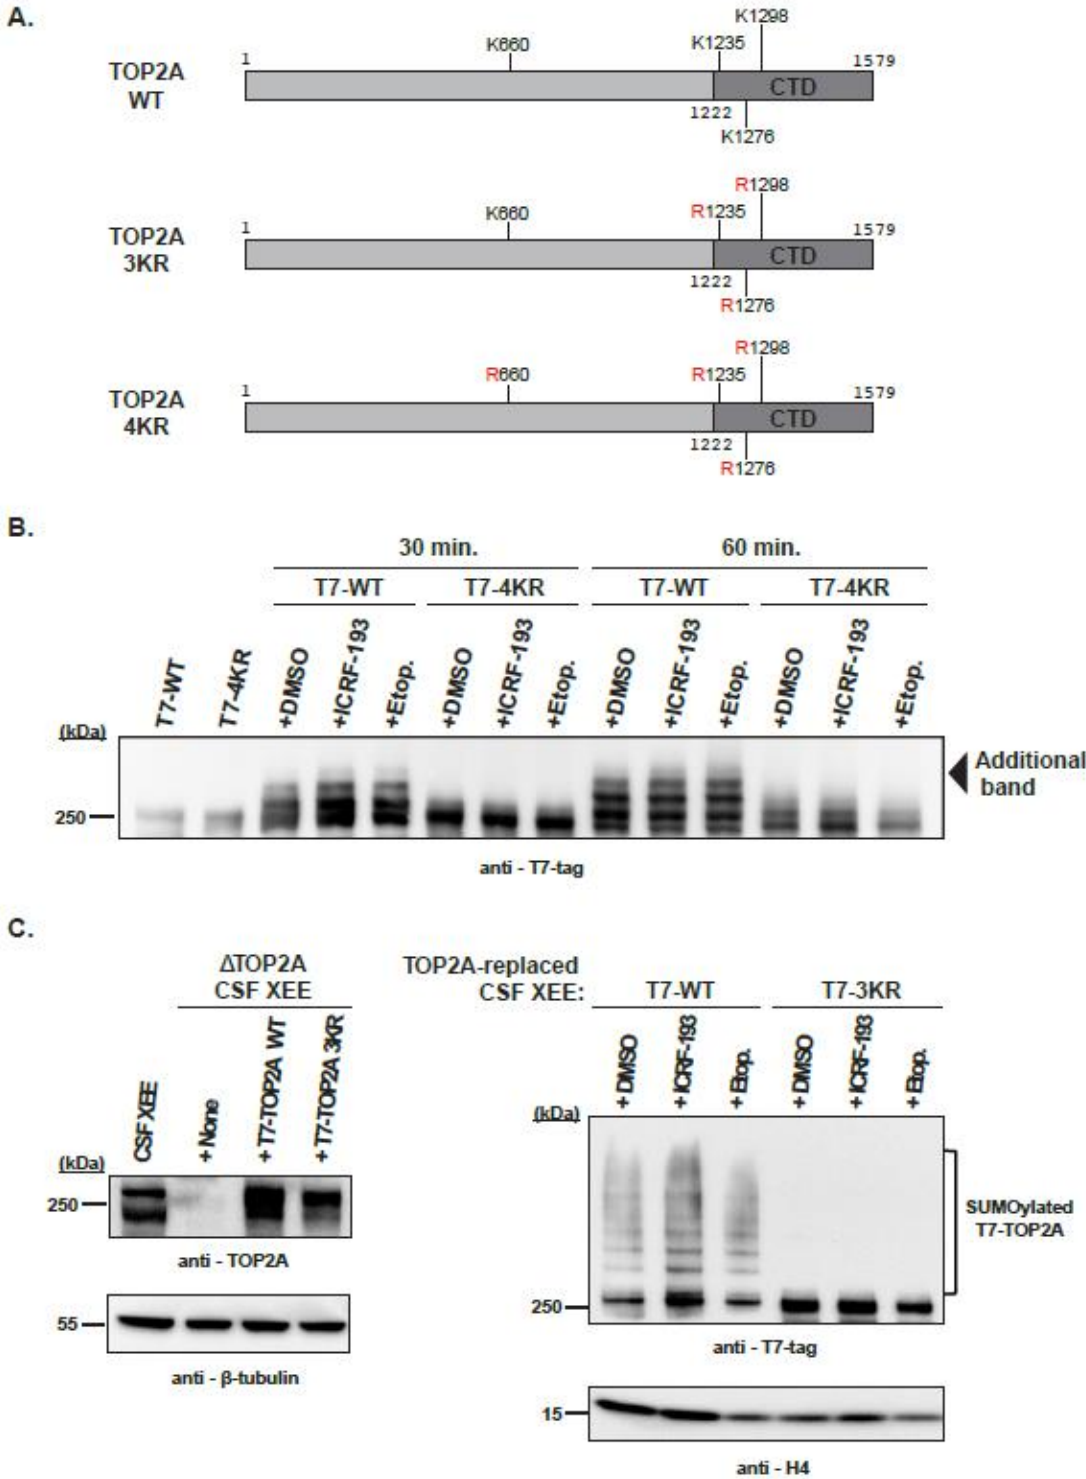 A.
K1298
K660
K1235
1
1579
TOP2A
WT
CTD
1222
K1276
R1298
K660
R1235
1
1579
TOP2A
3KR
CTD
1222
R1276
R1298
R660
R1235
1
1579
TOP2A
4KR
CTD
1222
R1276
B.
30 min.
60 min.
T7-WT
T7-4KR
T7-WT
T7-4KR
T7-WT
T7-4KR
+DMSO
+ICRF-193
+Etop.
+DMSO
+ICRF-193
+Etop.
+DMSO
+ICRF-193
+Etop.
+DMSO
+ICRF-193
+Etop.
(kDa)
250
Additional
band
anti - T7-tag
C.
ΔTOP2A
CSF XEE
CSF XEE
+None
+T7-TOP2A WT
+T7-TOP2A 3KR
(kDa)
250
anti - TOP2A
55
anti - β-tubulin
TOP2A-replaced
CSF XEE:
T7-WT
T7-3KR
+DMSO
+ICRF-193
+Etop.
+DMSO
+ICRF-193
+Etop.
(kDa)
250
SUMOylated
T7-TOP2A
anti - T7-tag
15
anti - H4